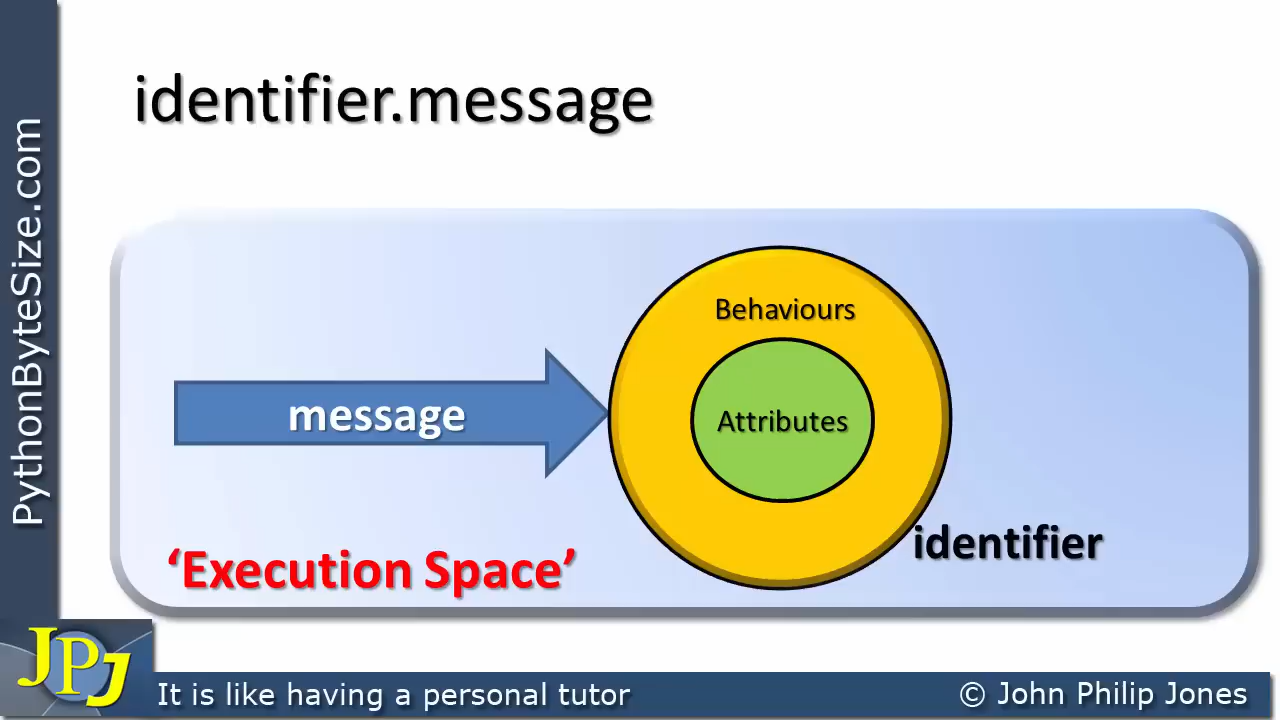 identifier.message
PythonByteSize.com
Behaviours
Attributes
message
identifier
‘Execution Space’
JPJ
It is like having a personal tutor
© John Philip Jones